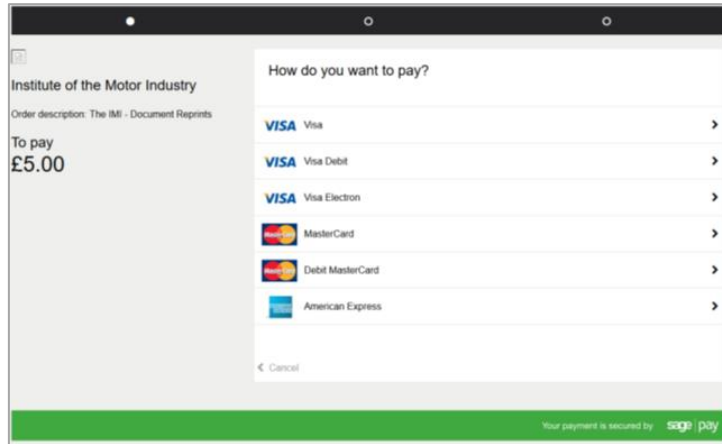 Institute of the Motor Industry
Order description: The IMI - Document Reprints
To pay
£5.00
How do you want to pay?
VISA Visa
VISA Visa Debit
VISA Visa Electron
MasterCard MasterCard
MasterCard Debit MasterCard
American Express
Cancel
Your payment is secured by sage pay